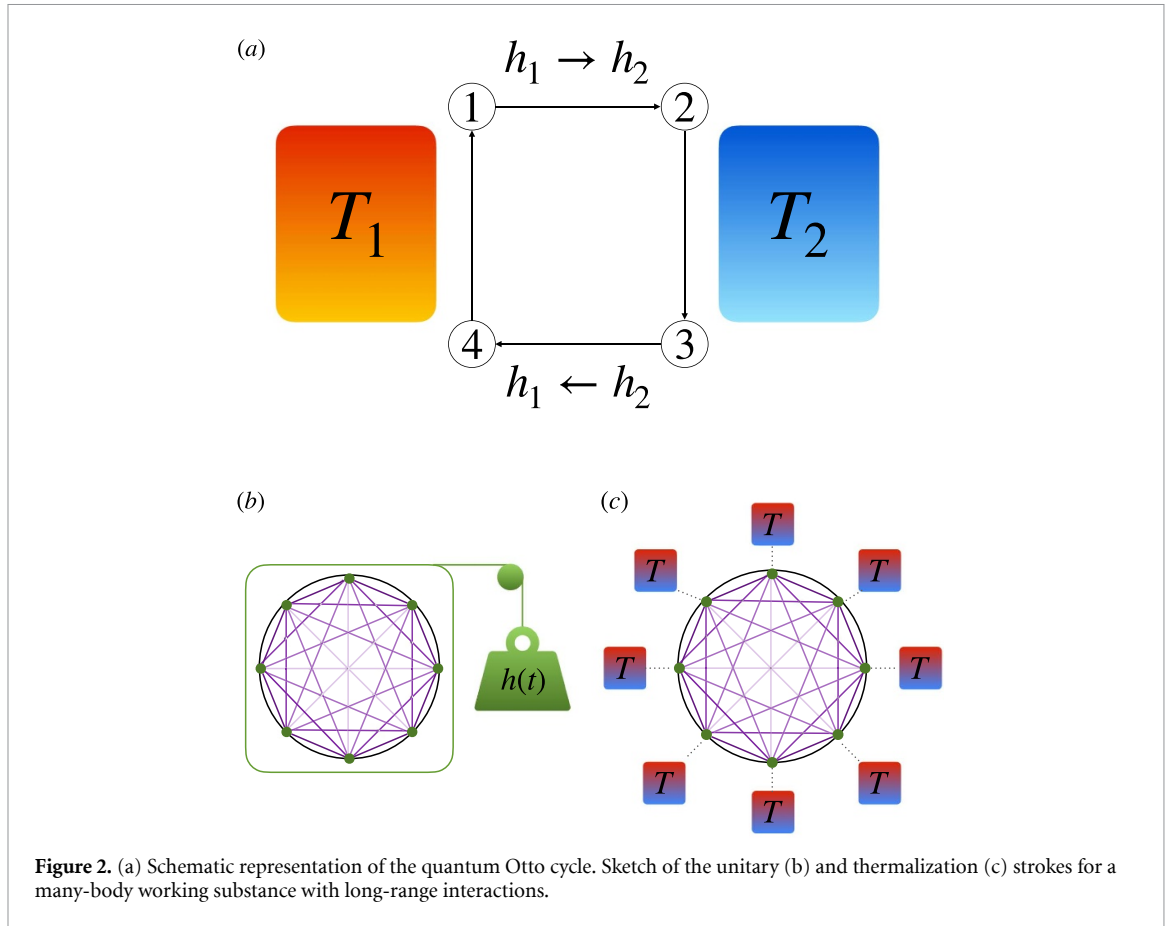 (a)
h₁ → h₂
1
2
T₁
T₂
4
3
h₁ ← h₂
(b)
(c)
T
T
T
h(t)
T
T
T
T
T
Figure 2. (a) Schematic representation of the quantum Otto cycle. Sketch of the unitary (b) and thermalization (c) strokes for a
many-body working substance with long-range interactions.